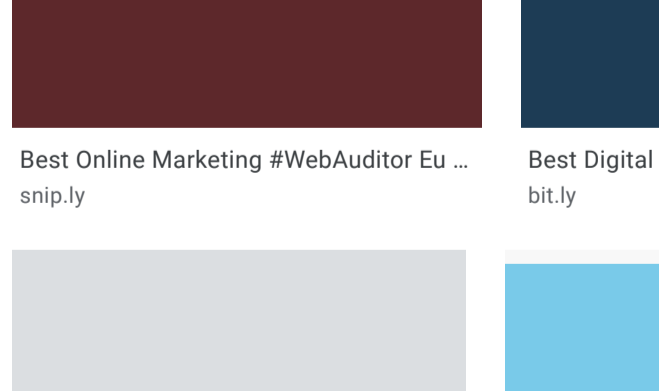 Best Online Marketing #WebAuditor Eu ...
snip.ly
Best Digital
bit.ly